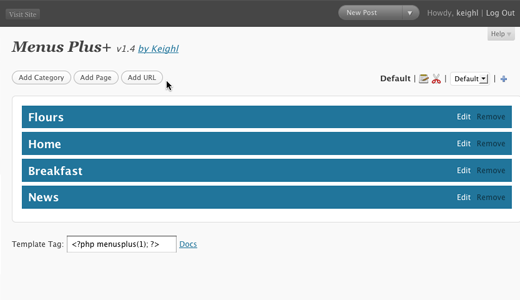 Visit Site New Post Howdy, keighl | Log Out
Help
Menus Plus+ v1.4 by Keighl
Add Category Add Page Add URL Default | | Default | +
Flours Edit Remove
Home Edit Remove
Breakfast Edit Remove
News Edit Remove
Template Tag: <?php menusplus(1); ?> Docs